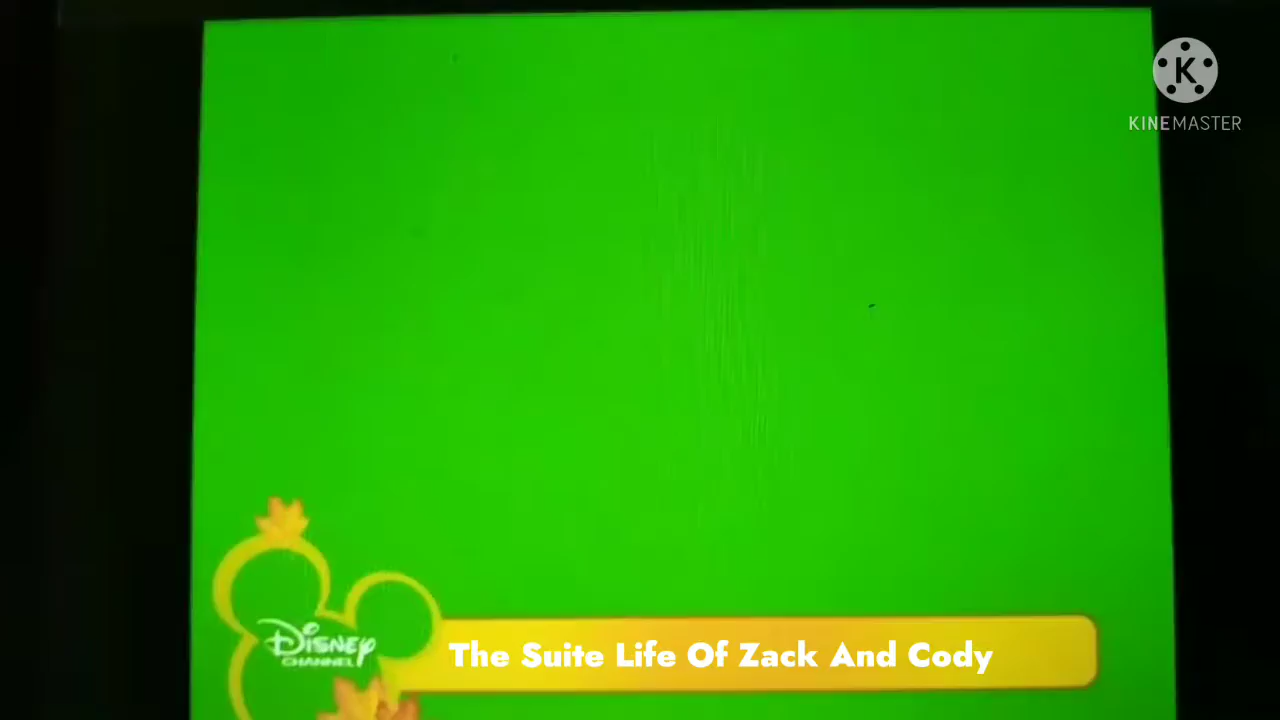 K
KINEMASTER
DISNEY
CHANNEL
The Suite Life Of Zack And Cody